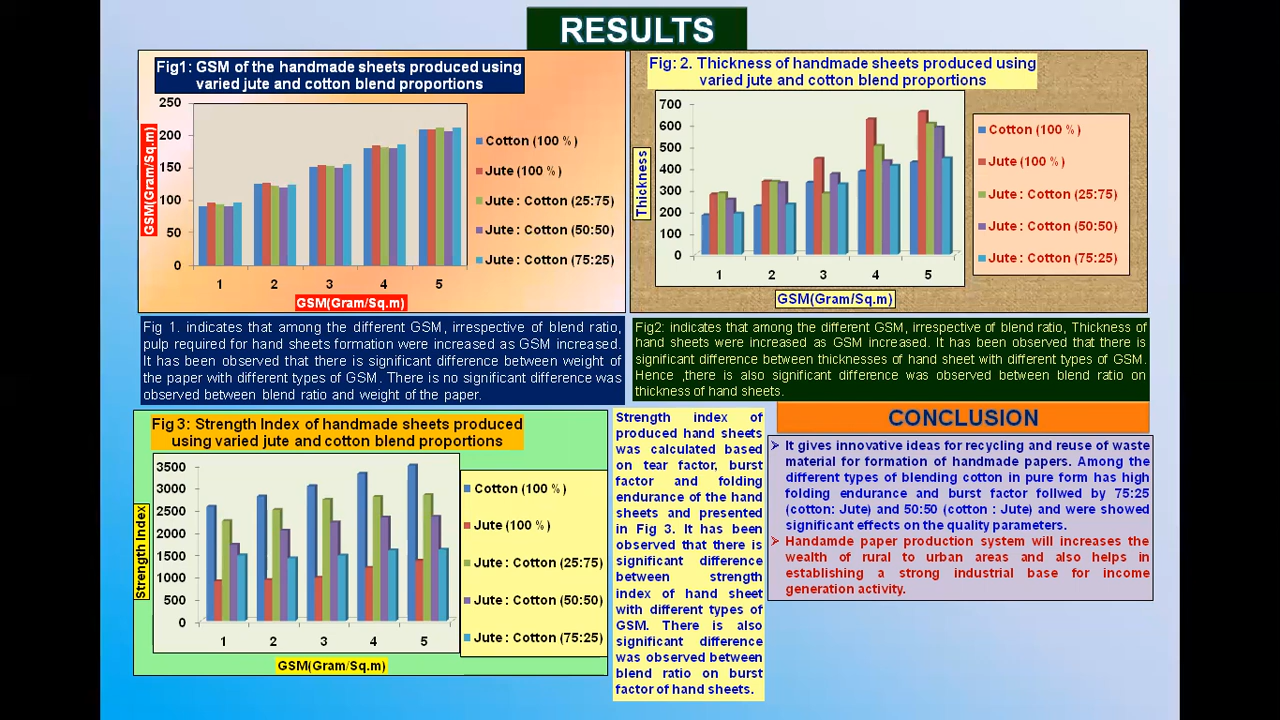 RESULTS
Fig1: GSM of the handmade sheets produced using
varied jute and cotton blend proportions
250
200
150
100
50
0
GSM(Gram/Sq.m)
1 2 3 4 5
GSM(Gram/Sq.m)
Cotton (100 %)
Jute (100 %)
Jute : Cotton (25:75)
Jute : Cotton (50:50)
Jute : Cotton (75:25)
Fig: 2. Thickness of handmade sheets produced using
varied jute and cotton blend proportions
700
600
500
400
300
200
100
0
Thickness
1 2 3 4 5
GSM(Gram/Sq.m)
Cotton (100 %)
Jute (100 %)
Jute : Cotton (25:75)
Jute : Cotton (50:50)
Jute : Cotton (75:25)
Fig 1. indicates that among the different GSM, irrespective of blend ratio,
pulp required for hand sheets formation were increased as GSM increased.
It has been observed that there is significant difference between weight of
the paper with different types of GSM. There is no significant difference was
observed between blend ratio and weight of the paper.
Fig2: indicates that among the different GSM, irrespective of blend ratio, Thickness of
hand sheets were increased as GSM increased. It has been observed that there is
significant difference between thicknesses of hand sheet with different types of GSM.
Hence ,there is also significant difference was observed between blend ratio on
thickness of hand sheets.
Fig 3: Strength Index of handmade sheets produced
using varied jute and cotton blend proportions
3500
3000
2500
2000
1500
1000
500
0
Strength Index
1 2 3 4 5
GSM(Gram/Sq.m)
Cotton (100 %)
Jute (100 %)
Jute : Cotton (25:75)
Jute : Cotton (50:50)
Jute : Cotton (75:25)
Strength index of
produced hand sheets
was calculated based
on tear factor, burst
factor and folding
endurance of the hand
sheets and presented
in Fig 3. It has been
observed that there is
significant difference
between strength
index of hand sheet
with different types of
GSM. There is also
significant difference
was observed between
blend ratio on burst
factor of hand sheets.
CONCLUSION
➢ It gives innovative ideas for recycling and reuse of waste
material for formation of handmade papers. Among the
different types of blending cotton in pure form has high
folding endurance and burst factor follwed by 75:25
(cotton: Jute) and 50:50 (cotton : Jute) and were showed
significant effects on the quality parameters.
➢ Handamde paper production system will increases the
wealth of rural to urban areas and also helps in
establishing a strong industrial base for income
generation activity.